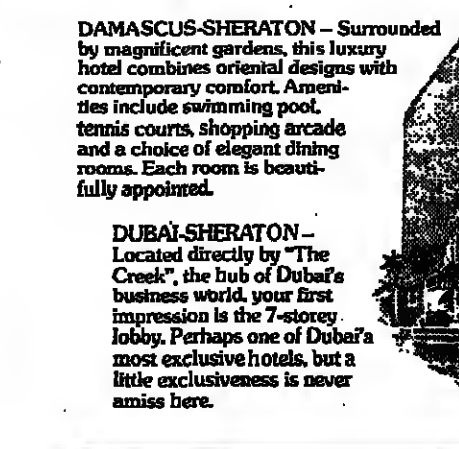 DAMASCUS-SHERATON – Surrounded
by magnificent gardens, this luxury
hotel combines oriental designs with
contemporary comfort. Ameni-
ties include swimming pool,
tennis courts, shopping arcade
and a choice of elegant dining
rooms. Each room is beauti-
fully appointed.
DUBAI-SHERATON –
Located directly by "The
Creek", the hub of Dubai's
business world, your first
impression is the 7-storey
lobby. Perhaps one of Dubai's
most exclusive hotels, but a
little exclusiveness is never
amiss here.